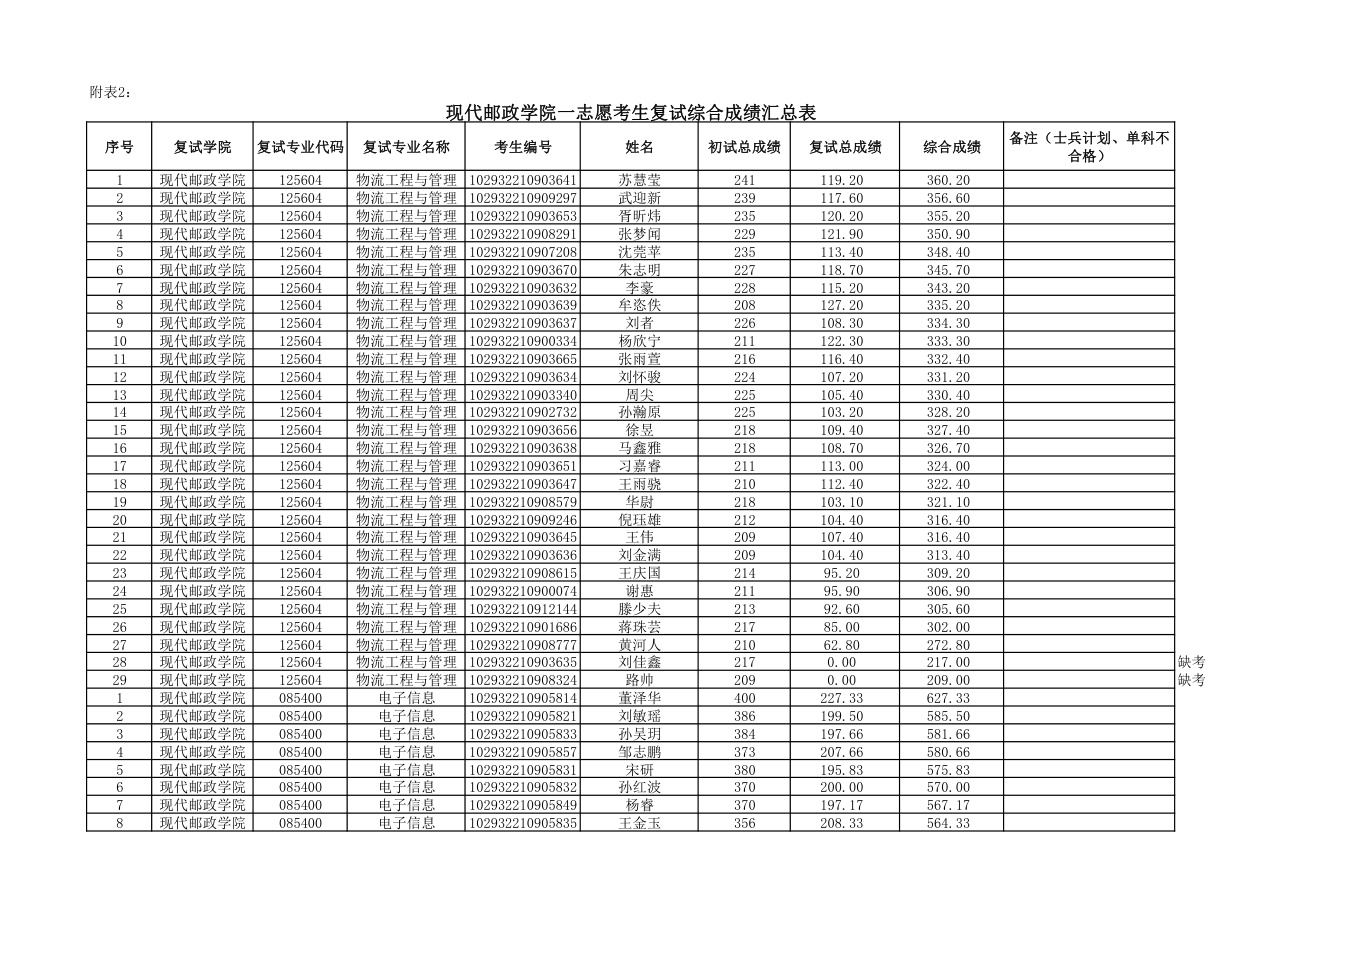 附表2：
现代邮政学院一志愿考生复试综合成绩汇总表
序号 复试学院 复试专业代码 复试专业名称 考生编号 姓名 初试总成绩 复试总成绩 综合成绩 备注（士兵计划、单科不
合格）
1 现代邮政学院 125604 物流工程与管理 102932210903641 苏慧莹 241 119.20 360.20
2 现代邮政学院 125604 物流工程与管理 102932210909297 武迎新 239 117.60 356.60
3 现代邮政学院 125604 物流工程与管理 102932210903653 胥昕炜 235 120.20 355.20
4 现代邮政学院 125604 物流工程与管理 102932210908291 张梦闻 229 121.90 350.90
5 现代邮政学院 125604 物流工程与管理 102932210907208 沈莞苹 235 113.40 348.40
6 现代邮政学院 125604 物流工程与管理 102932210903670 朱志明 227 118.70 345.70
7 现代邮政学院 125604 物流工程与管理 102932210903632 李豪 228 115.20 343.20
8 现代邮政学院 125604 物流工程与管理 102932210903639 牟恣佚 208 127.20 335.20
9 现代邮政学院 125604 物流工程与管理 102932210903637 刘者 226 108.30 334.30
10 现代邮政学院 125604 物流工程与管理 102932210900334 杨欣宁 211 122.30 333.30
11 现代邮政学院 125604 物流工程与管理 102932210903665 张雨萱 216 116.40 332.40
12 现代邮政学院 125604 物流工程与管理 102932210903634 刘怀骏 224 107.20 331.20
13 现代邮政学院 125604 物流工程与管理 102932210903340 周尖 225 105.40 330.40
14 现代邮政学院 125604 物流工程与管理 102932210902732 孙瀚原 225 103.20 328.20
15 现代邮政学院 125604 物流工程与管理 102932210903656 徐昱 218 109.40 327.40
16 现代邮政学院 125604 物流工程与管理 102932210903638 马鑫雅 218 108.70 326.70
17 现代邮政学院 125604 物流工程与管理 102932210903651 习嘉睿 211 113.00 324.00
18 现代邮政学院 125604 物流工程与管理 102932210903647 王雨骁 210 112.40 322.40
19 现代邮政学院 125604 物流工程与管理 102932210908579 华尉 218 103.10 321.10
20 现代邮政学院 125604 物流工程与管理 102932210909246 倪珏雄 212 104.40 316.40
21 现代邮政学院 125604 物流工程与管理 102932210903645 王伟 209 107.40 316.40
22 现代邮政学院 125604 物流工程与管理 102932210903636 刘金满 209 104.40 313.40
23 现代邮政学院 125604 物流工程与管理 102932210908615 王庆国 214 95.20 309.20
24 现代邮政学院 125604 物流工程与管理 102932210900074 谢惠 211 95.90 306.90
25 现代邮政学院 125604 物流工程与管理 102932210912144 滕少夫 213 92.60 305.60
26 现代邮政学院 125604 物流工程与管理 102932210901686 蒋珠芸 217 85.00 302.00
27 现代邮政学院 125604 物流工程与管理 102932210908777 黄河人 210 62.80 272.80
28 现代邮政学院 125604 物流工程与管理 102932210903635 刘佳鑫 217 0.00 217.00 缺考
29 现代邮政学院 125604 物流工程与管理 102932210908324 路帅 209 0.00 209.00 缺考
1 现代邮政学院 085400 电子信息 102932210905814 董泽华 400 227.33 627.33
2 现代邮政学院 085400 电子信息 102932210905821 刘敏瑶 386 199.50 585.50
3 现代邮政学院 085400 电子信息 102932210905833 孙吴玥 384 197.66 581.66
4 现代邮政学院 085400 电子信息 102932210905857 邹志鹏 373 207.66 580.66
5 现代邮政学院 085400 电子信息 102932210905831 宋研 380 195.83 575.83
6 现代邮政学院 085400 电子信息 102932210905832 孙红波 370 200.00 570.00
7 现代邮政学院 085400 电子信息 102932210905849 杨睿 370 197.17 567.17
8 现代邮政学院 085400 电子信息 102932210905835 王金玉 356 208.33 564.33